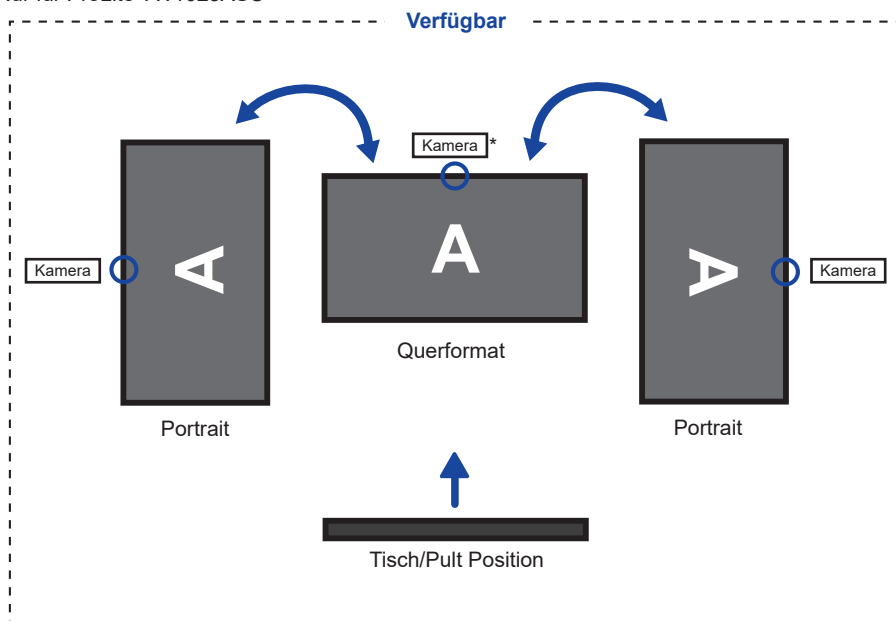 Verfügbar
Kamera *
A
A
A
Kamera
Kamera
Querformat
Portrait
Portrait
Tisch/Pult Position